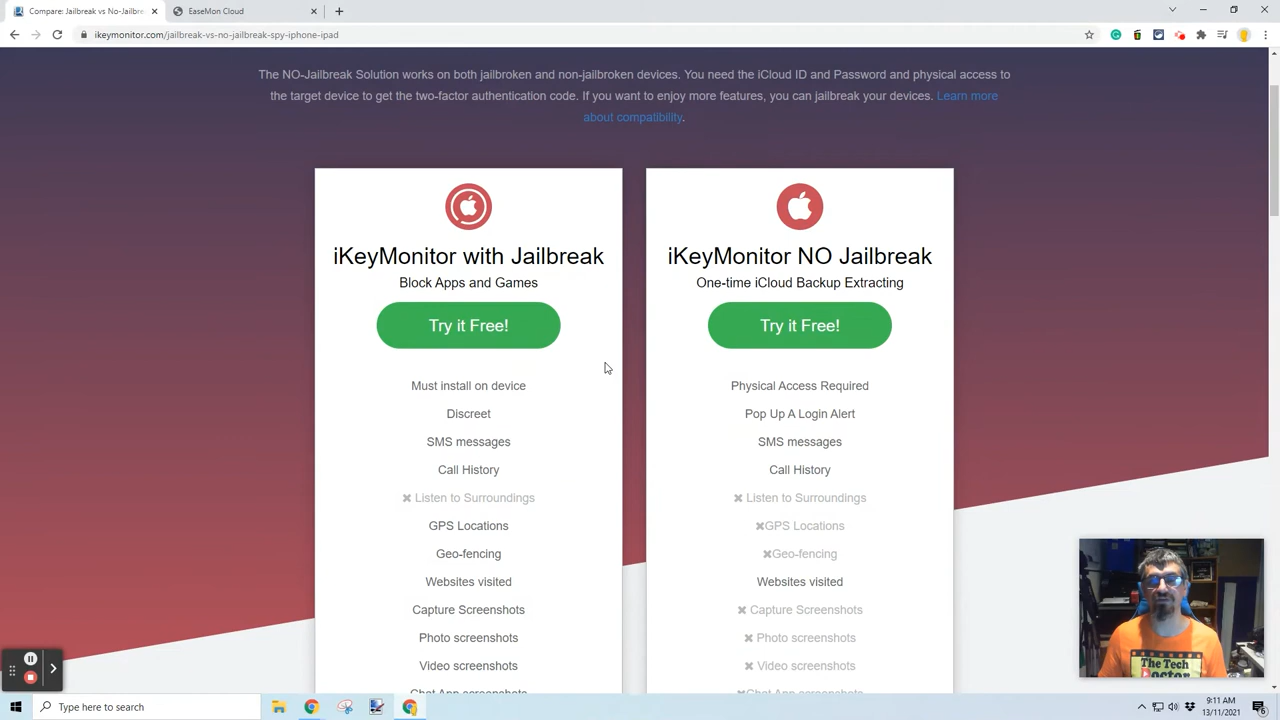 Compare: Jailbreak vs No-Jailbre
EaseMon Cloud
ikeymonitor.com/jailbreak-vs-no-jailbreak-spy-iphone-ipad
The NO-Jailbreak Solution works on both jailbroken and non-jailbroken devices. You need the iCloud ID and Password and physical access to
the target device to get the two-factor authentication code. If you want to enjoy more features, you can jailbreak your devices. Learn more
about compatibility.
iKeyMonitor with Jailbreak
Block Apps and Games
Try it Free!
Must install on device
Discreet
SMS messages
Call History
✖ Listen to Surroundings
GPS Locations
Geo-fencing
Websites visited
Capture Screenshots
Photo screenshots
Video screenshots
Chat App screenshots
iKeyMonitor NO Jailbreak
One-time iCloud Backup Extracting
Try it Free!
Physical Access Required
Pop Up A Login Alert
SMS messages
Call History
✖ Listen to Surroundings
✖GPS Locations
✖Geo-fencing
Websites visited
✖ Capture Screenshots
✖ Photo screenshots
✖ Video screenshots
✖Chat App screenshots
The Tech
Doctor
Type here to search
9:11 AM
13/11/2021
6